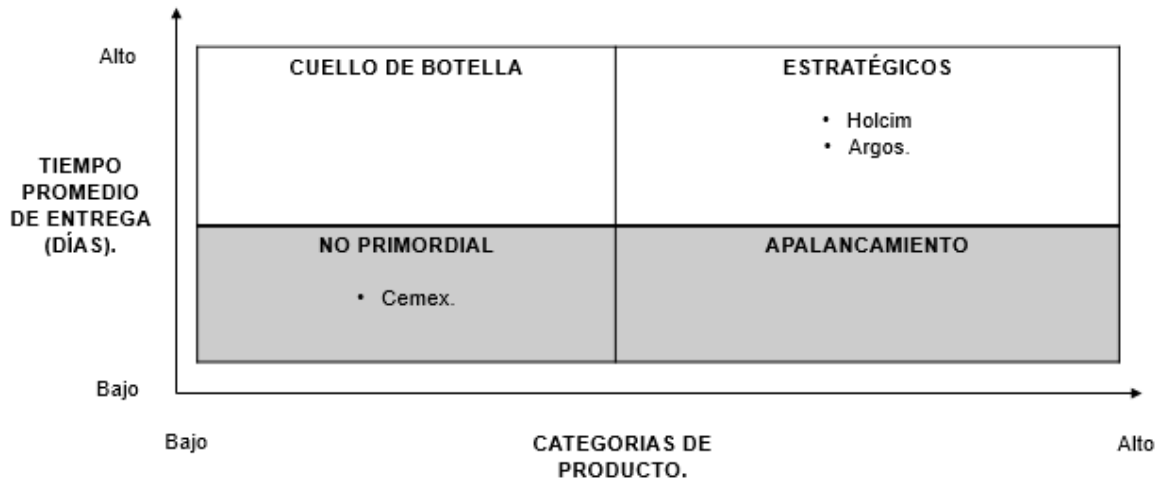 Alto
CUELLO DE BOTELLA
ESTRATÉGICOS
• Holcim
• Argos.
TIEMPO
PROMEDIO
DE ENTREGA
(DÍAS).
NO PRIMORDIAL
APALANCAMIENTO
• Cemex.
Bajo
Bajo
CATEGORIAS DE
PRODUCTO.
Alto